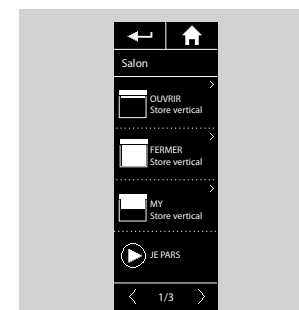 Salon
OUVRIR
Store vertical
FERMER
Store vertical
MY
Store vertical
JE PARS
1/3